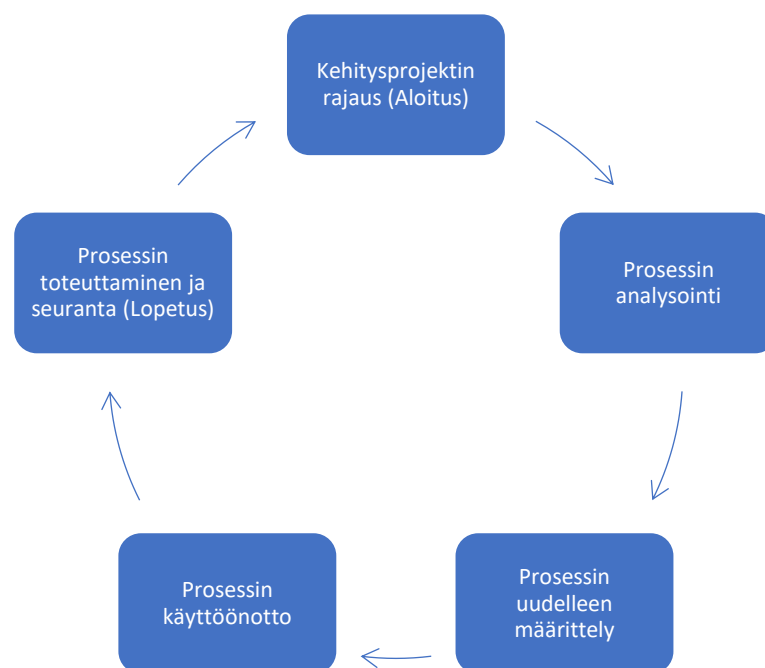 Kehitysprojektin
rajaus (Aloitus)
Prosessin
analysointi
Prosessin
uudelleen
määrittely
Prosessin
käyttöönotto
Prosessin
toteuttaminen ja
seuranta (Lopetus)